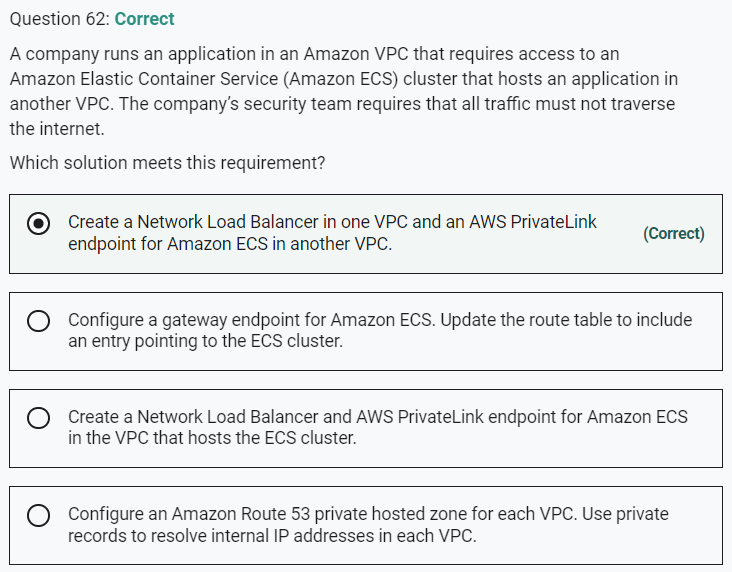 Question 62: Correct
A company runs an application in an Amazon VPC that requires access to an
Amazon Elastic Container Service (Amazon ECS) cluster that hosts an application in
another VPC. The company’s security team requires that all traffic must not traverse
the internet.
Which solution meets this requirement?
Create a Network Load Balancer in one VPC and an AWS PrivateLink
endpoint for Amazon ECS in another VPC.
(Correct)
Configure a gateway endpoint for Amazon ECS. Update the route table to include
an entry pointing to the ECS cluster.
Create a Network Load Balancer and AWS PrivateLink endpoint for Amazon ECS
in the VPC that hosts the ECS cluster.
Configure an Amazon Route 53 private hosted zone for each VPC. Use private
records to resolve internal IP addresses in each VPC.